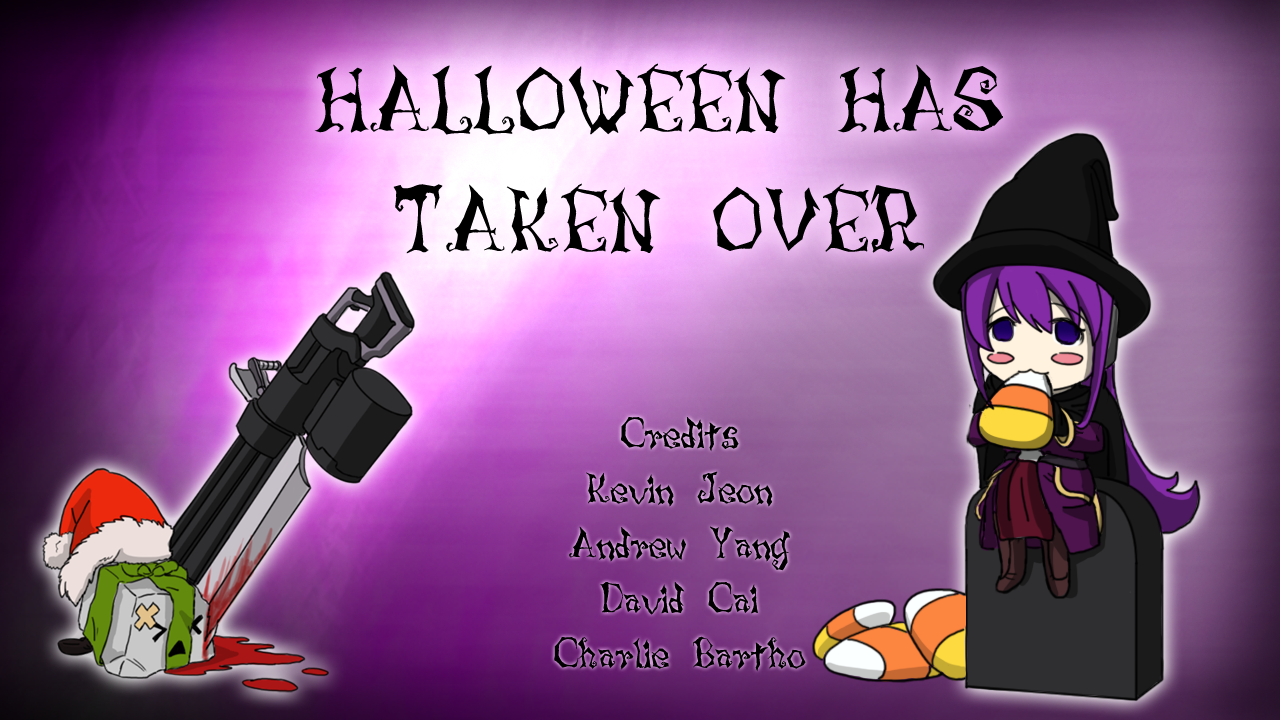 HALLOWEEN HAS
TAKEN OVER
Credits
Kevin Jeon
Andrew Yang
David Cai
Charlie Bartho